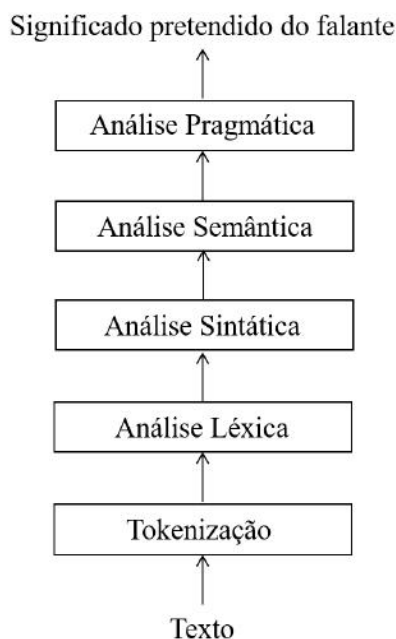 Significado pretendido do falante
Análise Pragmática
Análise Semântica
Análise Sintática
Análise Léxica
Tokenização
Texto